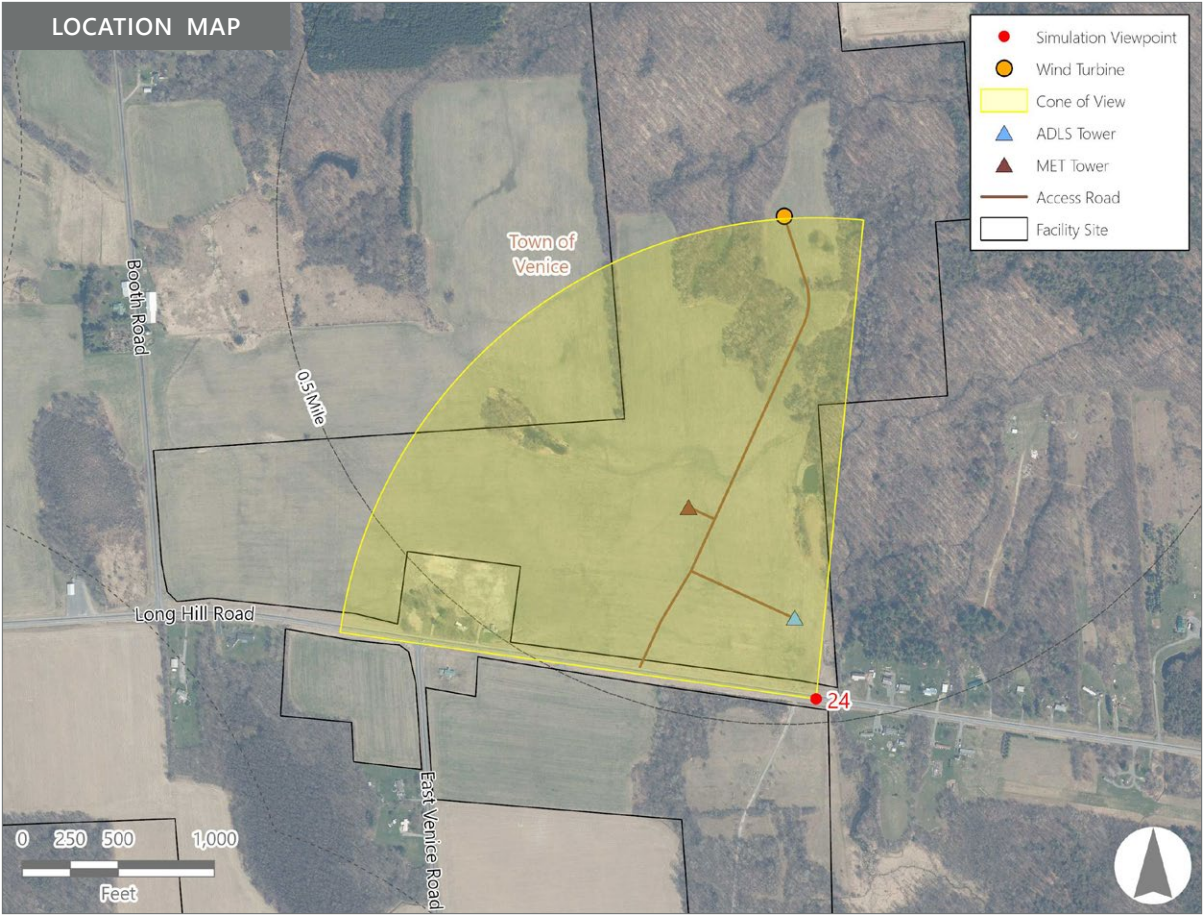 LOCATION MAP
Simulation Viewpoint
Wind Turbine
Cone of View
ADLS Tower
MET Tower
Access Road
Facility Site
Town of
Venice
Booth Road
0.5 Mile
Long Hill Road
24
East Venice Road
0 250 500 1,000
Feet